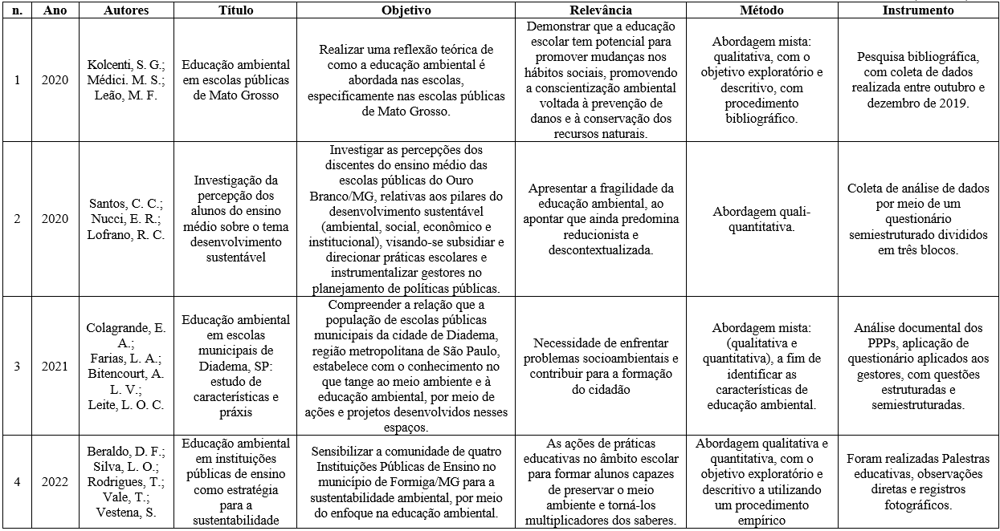 n. Ano Autores Título Objetivo Relevância Método Instrumento
1
2020
Kolcenti, S. G.;
Médici. M. S.;
Leão, M. F.
Educação ambiental
em escolas públicas
de Mato Grosso
Realizar uma reflexão teórica de
como a educação ambiental é
abordada nas escolas,
especificamente nas escolas públicas
de Mato Grosso.
Demonstrar que a educação
escolar tem potencial para
promover mudanças nos
hábitos sociais, promovendo
a conscientização ambiental
voltada à prevenção de
danos e à conservação dos
recursos naturais.
Abordagem mista:
qualitativa, com o
objetivo exploratório e
descritivo, com
procedimento
bibliográfico.
Pesquisa bibliográfica,
com coleta de dados
realizada entre outubro e
dezembro de 2019.
2
2020
Santos, C. C.;
Nucci, E. R.;
Lofrano, R. C.
Investigação da
percepção dos
alunos do ensino
médio sobre o tema
desenvolvimento
sustentável
Investigar as percepções dos
discentes do ensino médio das
escolas públicas do Ouro
Branco/MG, relativas aos pilares do
desenvolvimento sustentável
(ambiental, social, econômico e
institucional), visando-se subsidiar e
direcionar práticas escolares e
instrumentalizar gestores no
planejamento de políticas públicas.
Apresentar a fragilidade da
educação ambiental, ao
apontar que ainda predomina
reducionista e
descontextualizada.
Abordagem quali-
quantitativa.
Coleta de análise de dados
por meio de um
questionário
semiestruturado divididos
em três blocos.
3
2021
Colagrande, E.
A.;
Farias, L. A.;
Bitencourt, A.
L. V.;
Leite, L. O. C.
Educação ambiental
em escolas
municipais de
Diadema, SP:
estudo de
características e
práxis
Compreender a relação que a
população de escolas públicas
municipais da cidade de Diadema,
região metropolitana de São Paulo,
estabelece com o conhecimento no
que tange ao meio ambiente e à
educação ambiental, por meio de
ações e projetos desenvolvidos nesses
espaços.
Necessidade de enfrentar
problemas socioambientais e
contribuir para a formação
do cidadão
Abordagem mista:
(qualitativa e
quantitativa), a fim de
identificar as
características de
educação ambiental.
Análise documental dos
PPPs, aplicação de
questionário aplicados aos
gestores, com questões
estruturadas e
semiestruturadas.
4
2022
Beraldo, D. F.;
Silva, L. O.;
Rodrigues, T.;
Vale, T.;
Vestena, S.
Educação ambiental
em instituições
públicas de ensino
como estratégia
para a
sustentabilidade
Sensibilizar a comunidade de quatro
Instituições Públicas de Ensino no
município de Formiga/MG para a
sustentabilidade ambiental, por meio
do enfoque na educação ambiental.
As ações de práticas
educativas no âmbito escolar
para formar alunos capazes
de preservar o meio
ambiente e torná-los
multiplicadores dos saberes.
Abordagem qualitativa e
quantitativa, com o
objetivo exploratório e
descritivo a utilizando
um procedimento
empírico
Foram realizadas Palestras
educativas, observações
diretas e registros
fotográficos.